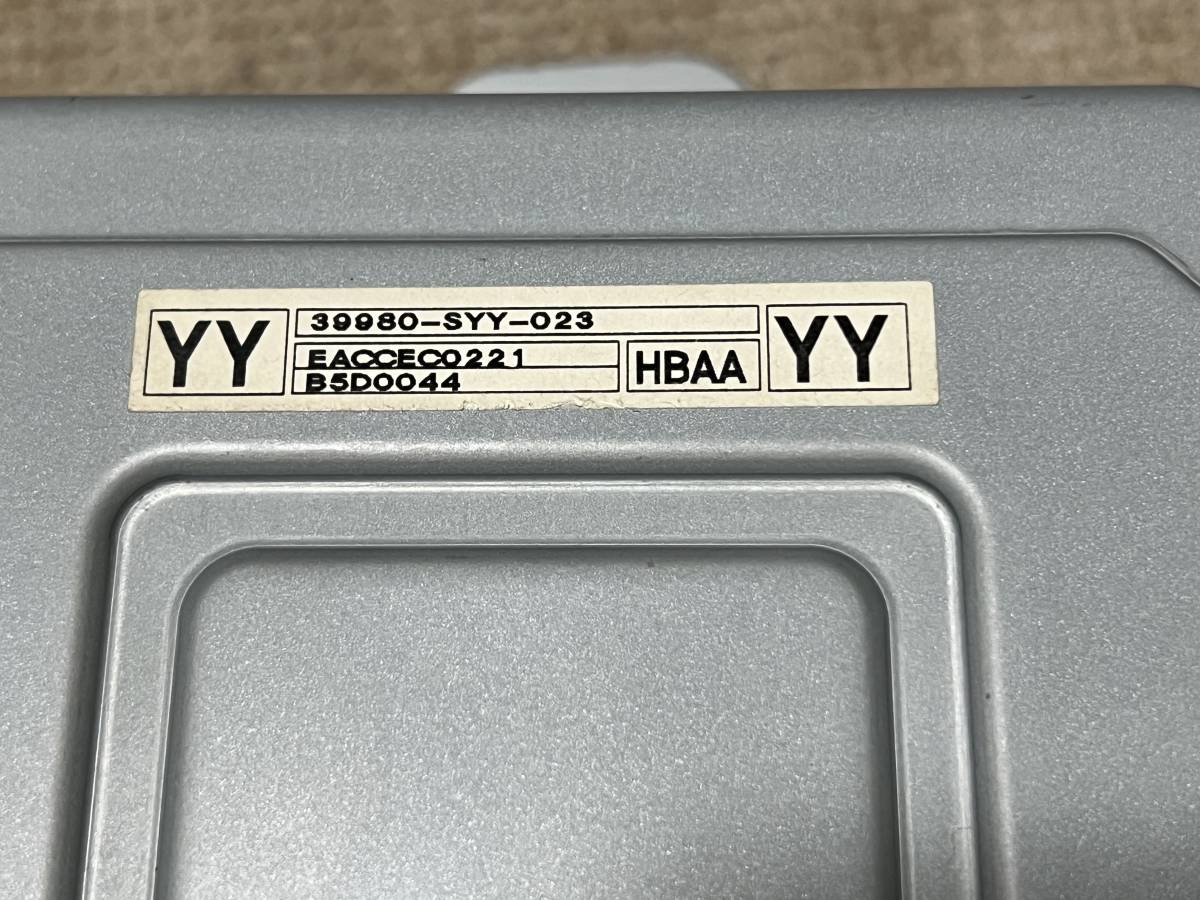 YY
39980-SYY-023
EACCEC0221
B5D0044
HBAA
YY